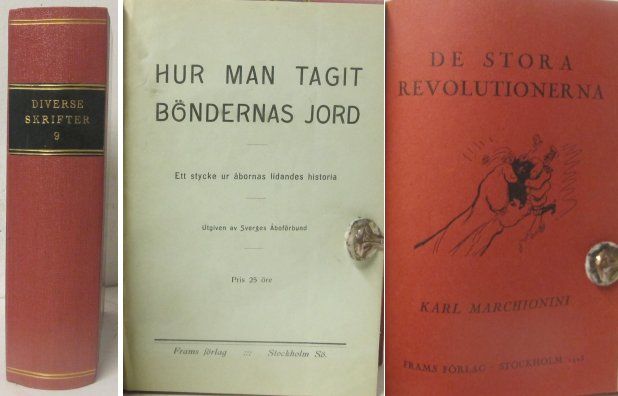 DIVERSE
SKRIFTER
9
HUR MAN TAGIT
BÖNDERNAS JORD
Ett stycke ur åbornas lidandes historia
Utgiven av Sverges Åboförbund
Pris 25 öre
Frams förlag ::: Stockholm Sö.
DE STORA
REVOLUTIONERNA
KARL MARCHIONINI
FRAMS FÖRLAG · STOCKHOLM